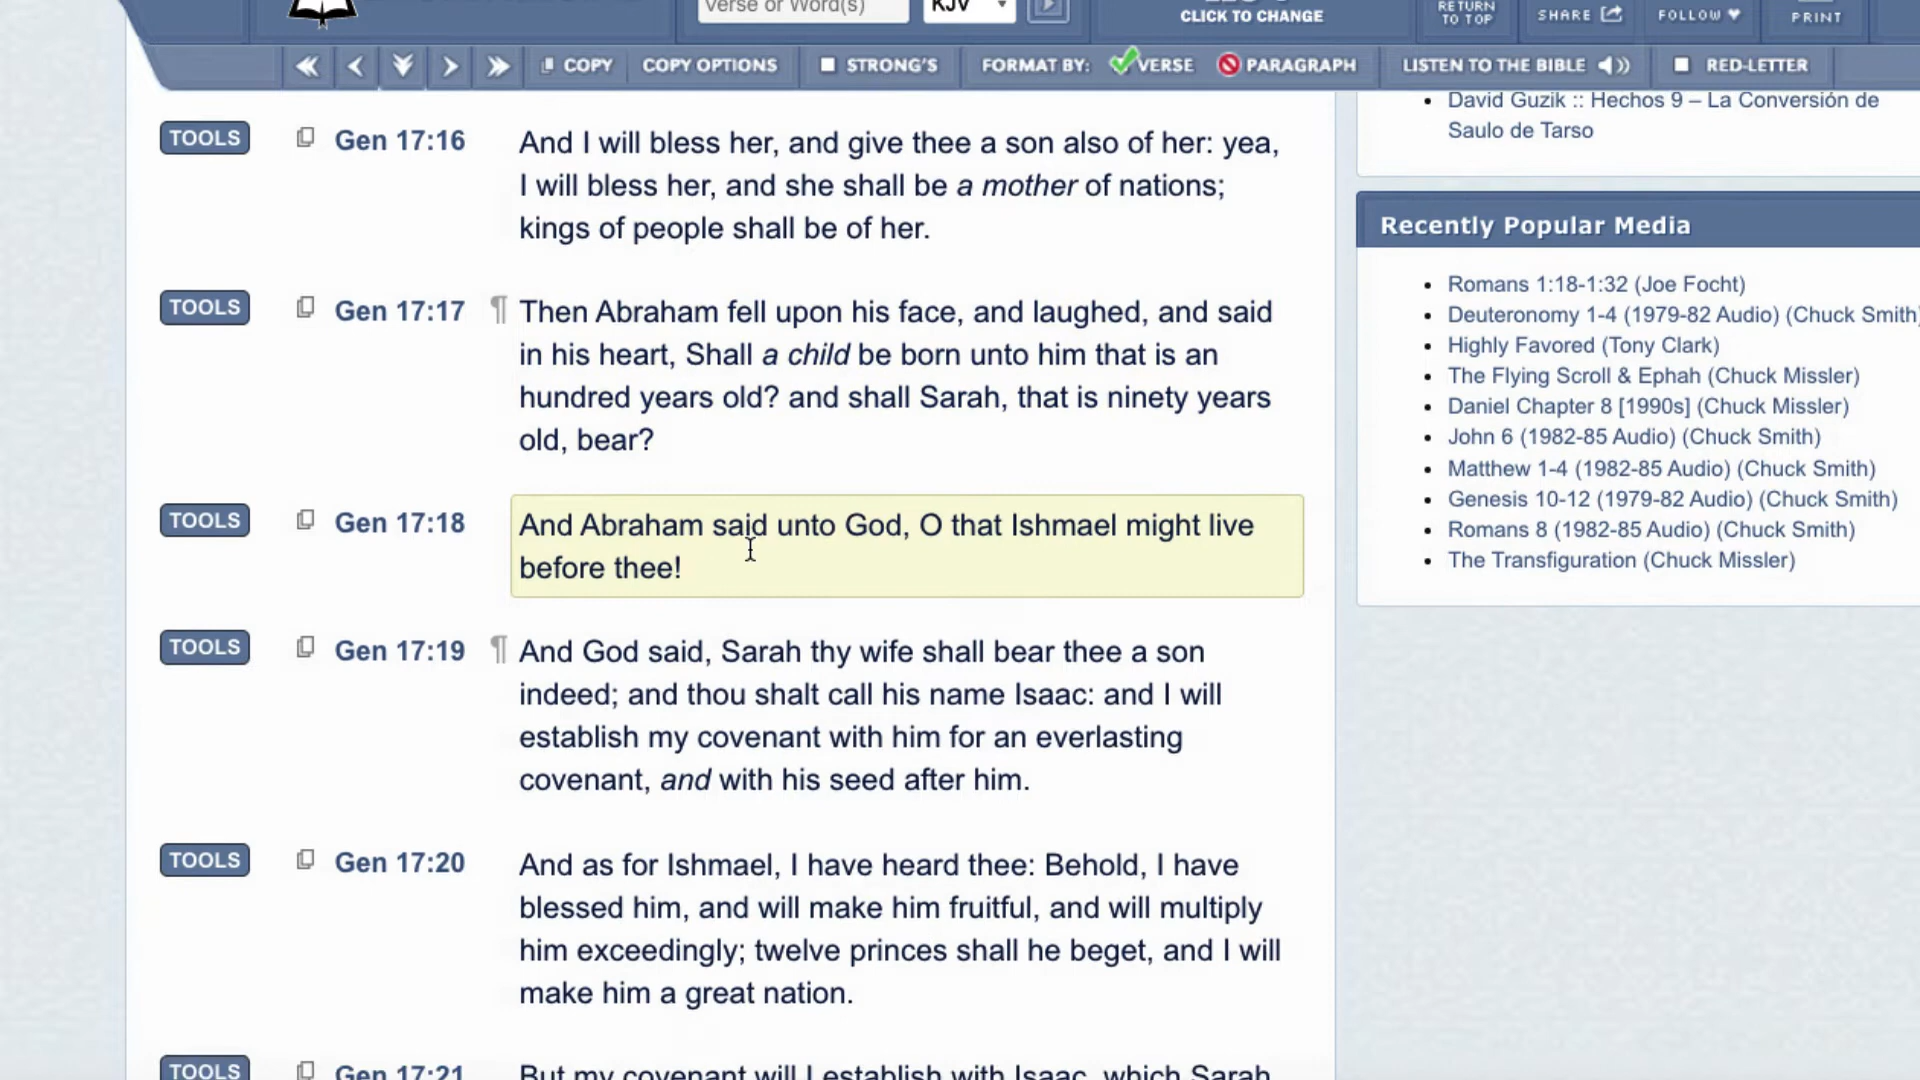 Verse or Word(s)
KJV
CLICK TO CHANGE
RETURN
TO TOP
SHARE
FOLLOW
PRINT
COPY
COPY OPTIONS
STRONG'S
FORMAT BY:
VERSE
PARAGRAPH
LISTEN TO THE BIBLE
RED-LETTER
TOOLS
Gen 17:16
And I will bless her, and give thee a son also of her: yea,
I will bless her, and she shall be a mother of nations;
kings of people shall be of her.
TOOLS
Gen 17:17
¶ Then Abraham fell upon his face, and laughed, and said
in his heart, Shall a child be born unto him that is an
hundred years old? and shall Sarah, that is ninety years
old, bear?
TOOLS
Gen 17:18
And Abraham said unto God, O that Ishmael might live
before thee!
TOOLS
Gen 17:19
¶ And God said, Sarah thy wife shall bear thee a son
indeed; and thou shalt call his name Isaac: and I will
establish my covenant with him for an everlasting
covenant, and with his seed after him.
TOOLS
Gen 17:20
And as for Ishmael, I have heard thee: Behold, I have
blessed him, and will make him fruitful, and will multiply
him exceedingly; twelve princes shall he beget, and I will
make him a great nation.
TOOLS
Gen 17:21
But my covenant will I establish with Isaac, which Sarah
David Guzik :: Hechos 9 – La Conversión de
Saulo de Tarso
Recently Popular Media
Romans 1:18-1:32 (Joe Focht)
Deuteronomy 1-4 (1979-82 Audio) (Chuck Smith)
Highly Favored (Tony Clark)
The Flying Scroll & Ephah (Chuck Missler)
Daniel Chapter 8 [1990s] (Chuck Missler)
John 6 (1982-85 Audio) (Chuck Smith)
Matthew 1-4 (1982-85 Audio) (Chuck Smith)
Genesis 10-12 (1979-82 Audio) (Chuck Smith)
Romans 8 (1982-85 Audio) (Chuck Smith)
The Transfiguration (Chuck Missler)